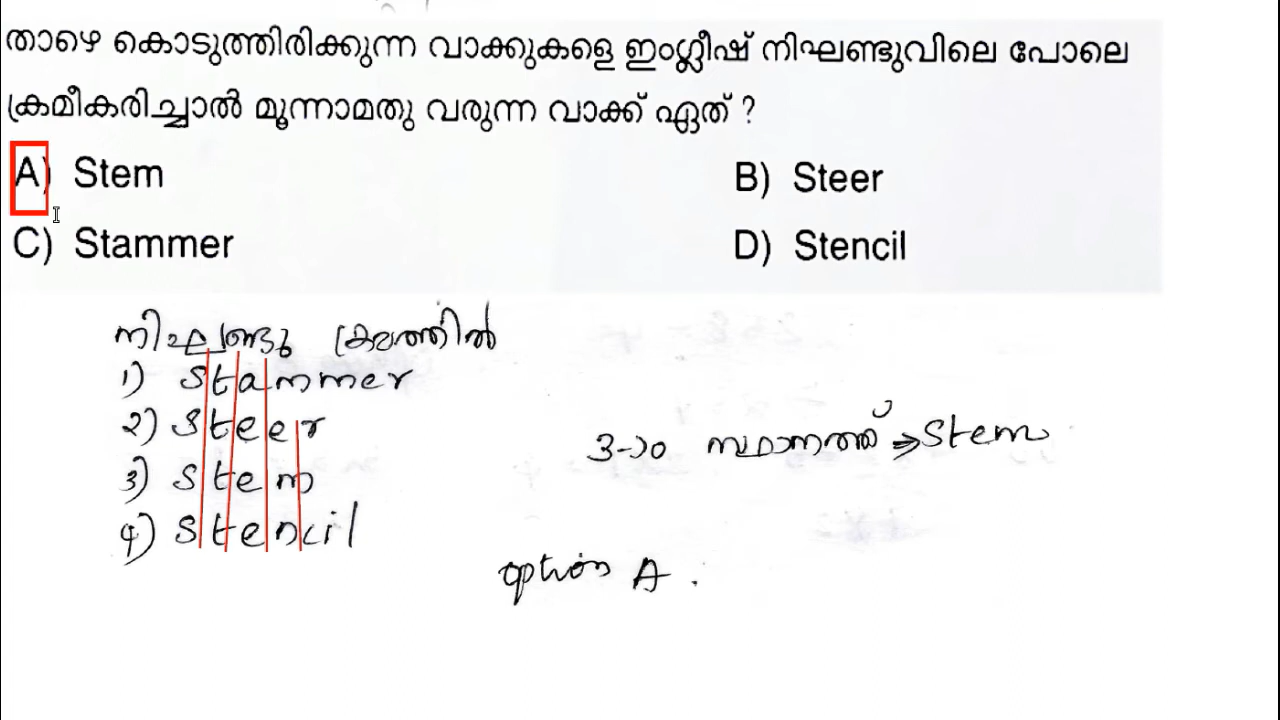 താഴെ കൊടുത്തിരിക്കുന്ന വാക്കുകളെ ഇംഗ്ലീഷ് നിഘണ്ടുവിലെ പോലെ
ക്രമീകരിച്ചാൽ മൂന്നാമതു വരുന്ന വാക്ക് ഏത് ?
A) Stem
B) Steer
C) Stammer
D) Stencil
നിഘണ്ടു ക്രമത്തിൽ
1) Stammer
2) Steer
3) Stem
4) Stencil
3-ാം സ്ഥാനത്ത് ⇒ Stem
option A .